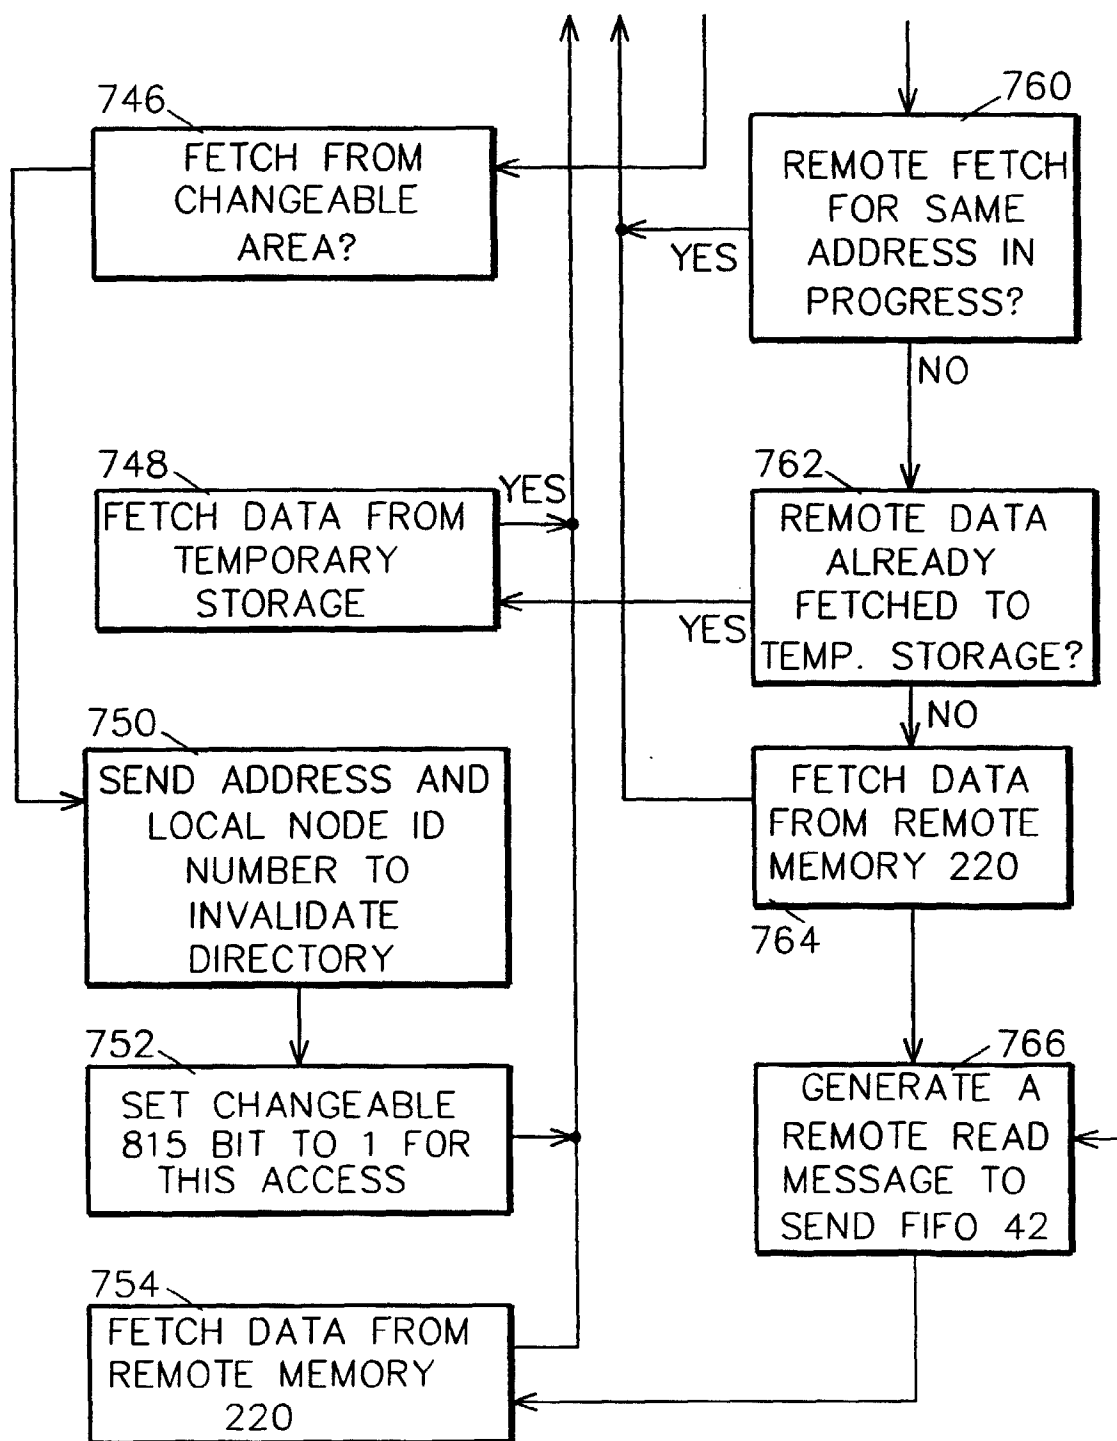 746
FETCH FROM
CHANGEABLE
AREA?
760
REMOTE FETCH
FOR SAME
ADDRESS IN
PROGRESS?
YES
NO
748
FETCH DATA FROM
TEMPORARY
STORAGE
YES
762
REMOTE DATA
ALREADY
FETCHED TO
TEMP. STORAGE?
YES
NO
750
SEND ADDRESS AND
LOCAL NODE ID
NUMBER TO
INVALIDATE
DIRECTORY
FETCH DATA
FROM REMOTE
MEMORY 220
764
752
SET CHANGEABLE
815 BIT TO 1 FOR
THIS ACCESS
766
GENERATE A
REMOTE READ
MESSAGE TO
SEND FIFO 42
754
FETCH DATA FROM
REMOTE MEMORY
220